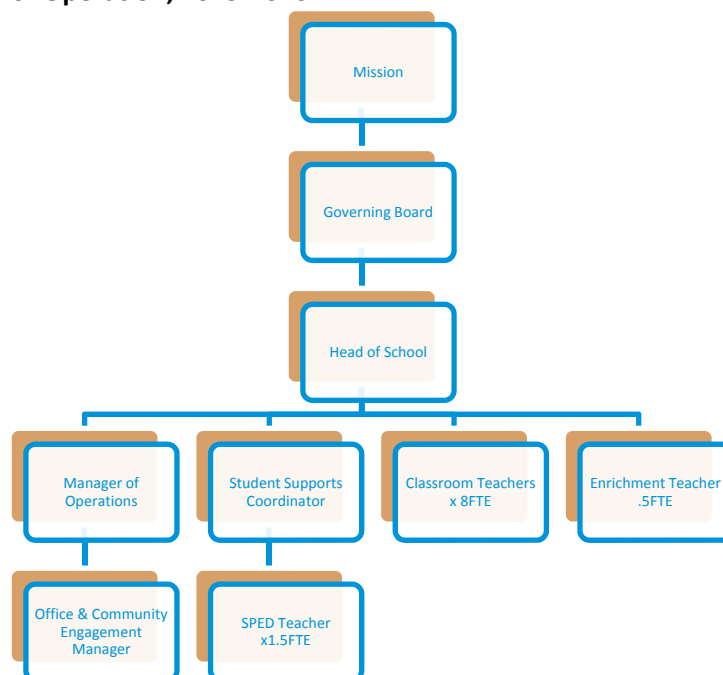 Mission
Governing Board
Head of School
Manager of
Operations
Student Supports
Coordinator
Classroom Teachers
x 8FTE
Enrichment Teacher
.5FTE
Office & Community
Engagement
Manager
SPED Teacher
x1.5FTE